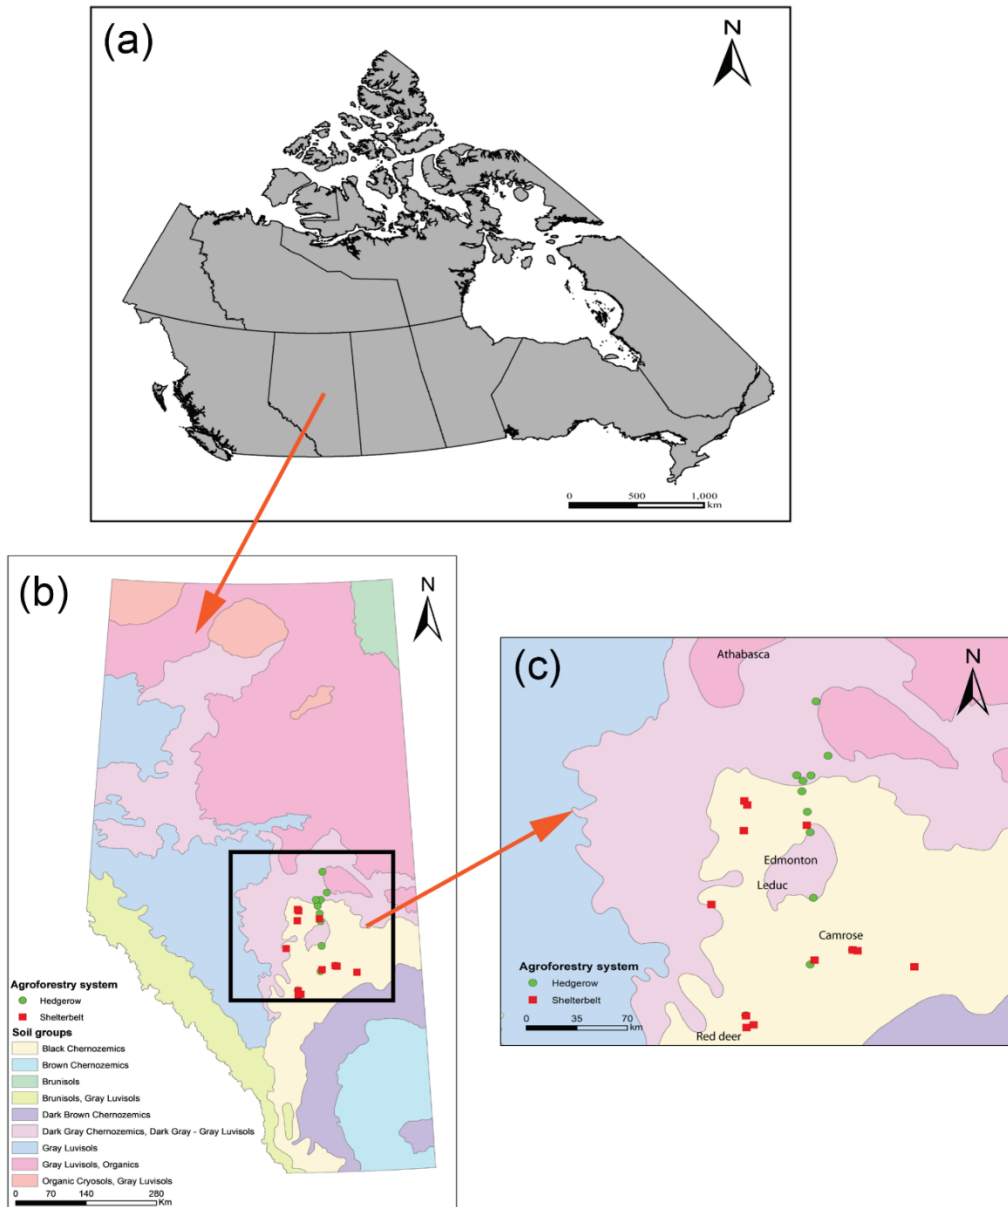 (a)
N
0 500 1,000
km
(b)
N
Agroforestry system
Hedgerow
Shelterbelt
Soil groups
Black Chernozemics
Brown Chernozemics
Brunisols
Brunisols, Gray Luvisols
Dark Brown Chernozemics
Dark Gray Chernozemics, Dark Gray - Gray Luvisols
Gray Luvisols
Gray Luvisols, Organics
Organic Cryosols, Gray Luvisols
0 70 140 280
Km
(c)
N
Athabasca
Edmonton
Leduc
Camrose
Red deer
Agroforestry system
Hedgerow
Shelterbelt
0 35 70
km